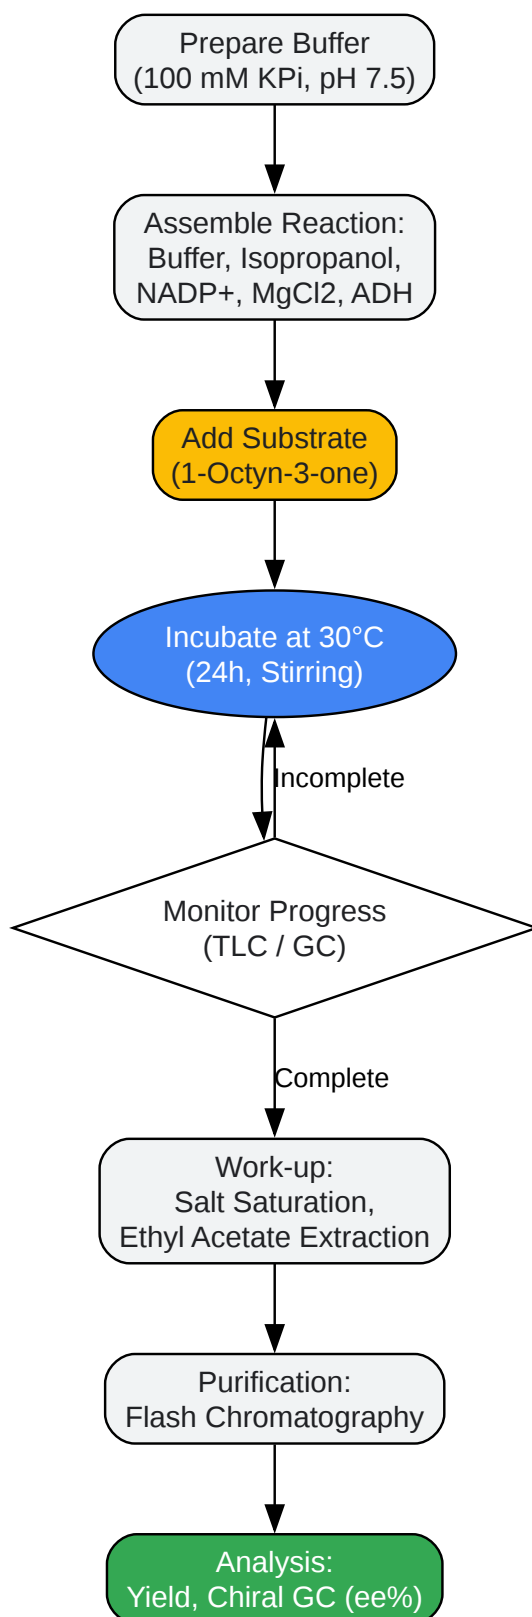 Prepare Buffer
(100 mM KPi, pH 7.5)
Assemble Reaction:
Buffer, Isopropanol,
NADP+, MgCl2, ADH
Add Substrate
(1-Octyn-3-one)
Incubate at 30°C
(24h, Stirring)
Incomplete
Monitor Progress
(TLC / GC)
Complete
Work-up:
Salt Saturation,
Ethyl Acetate Extraction
Purification:
Flash Chromatography
Analysis:
Yield, Chiral GC (ee%)